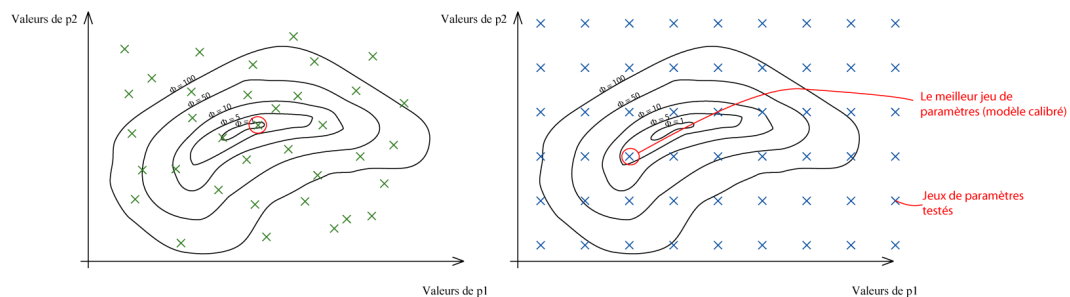 Valeurs de p2
Φ = 100
Φ = 50
Φ = 10
Φ = 5
Φ = 1
Valeurs de p1
Valeurs de p2
Φ = 100
Φ = 50
Φ = 10
Φ = 5
Φ = 1
Valeurs de p1
Le meilleur jeu de
paramètres (modèle calibré)
Jeux de paramètres
testés